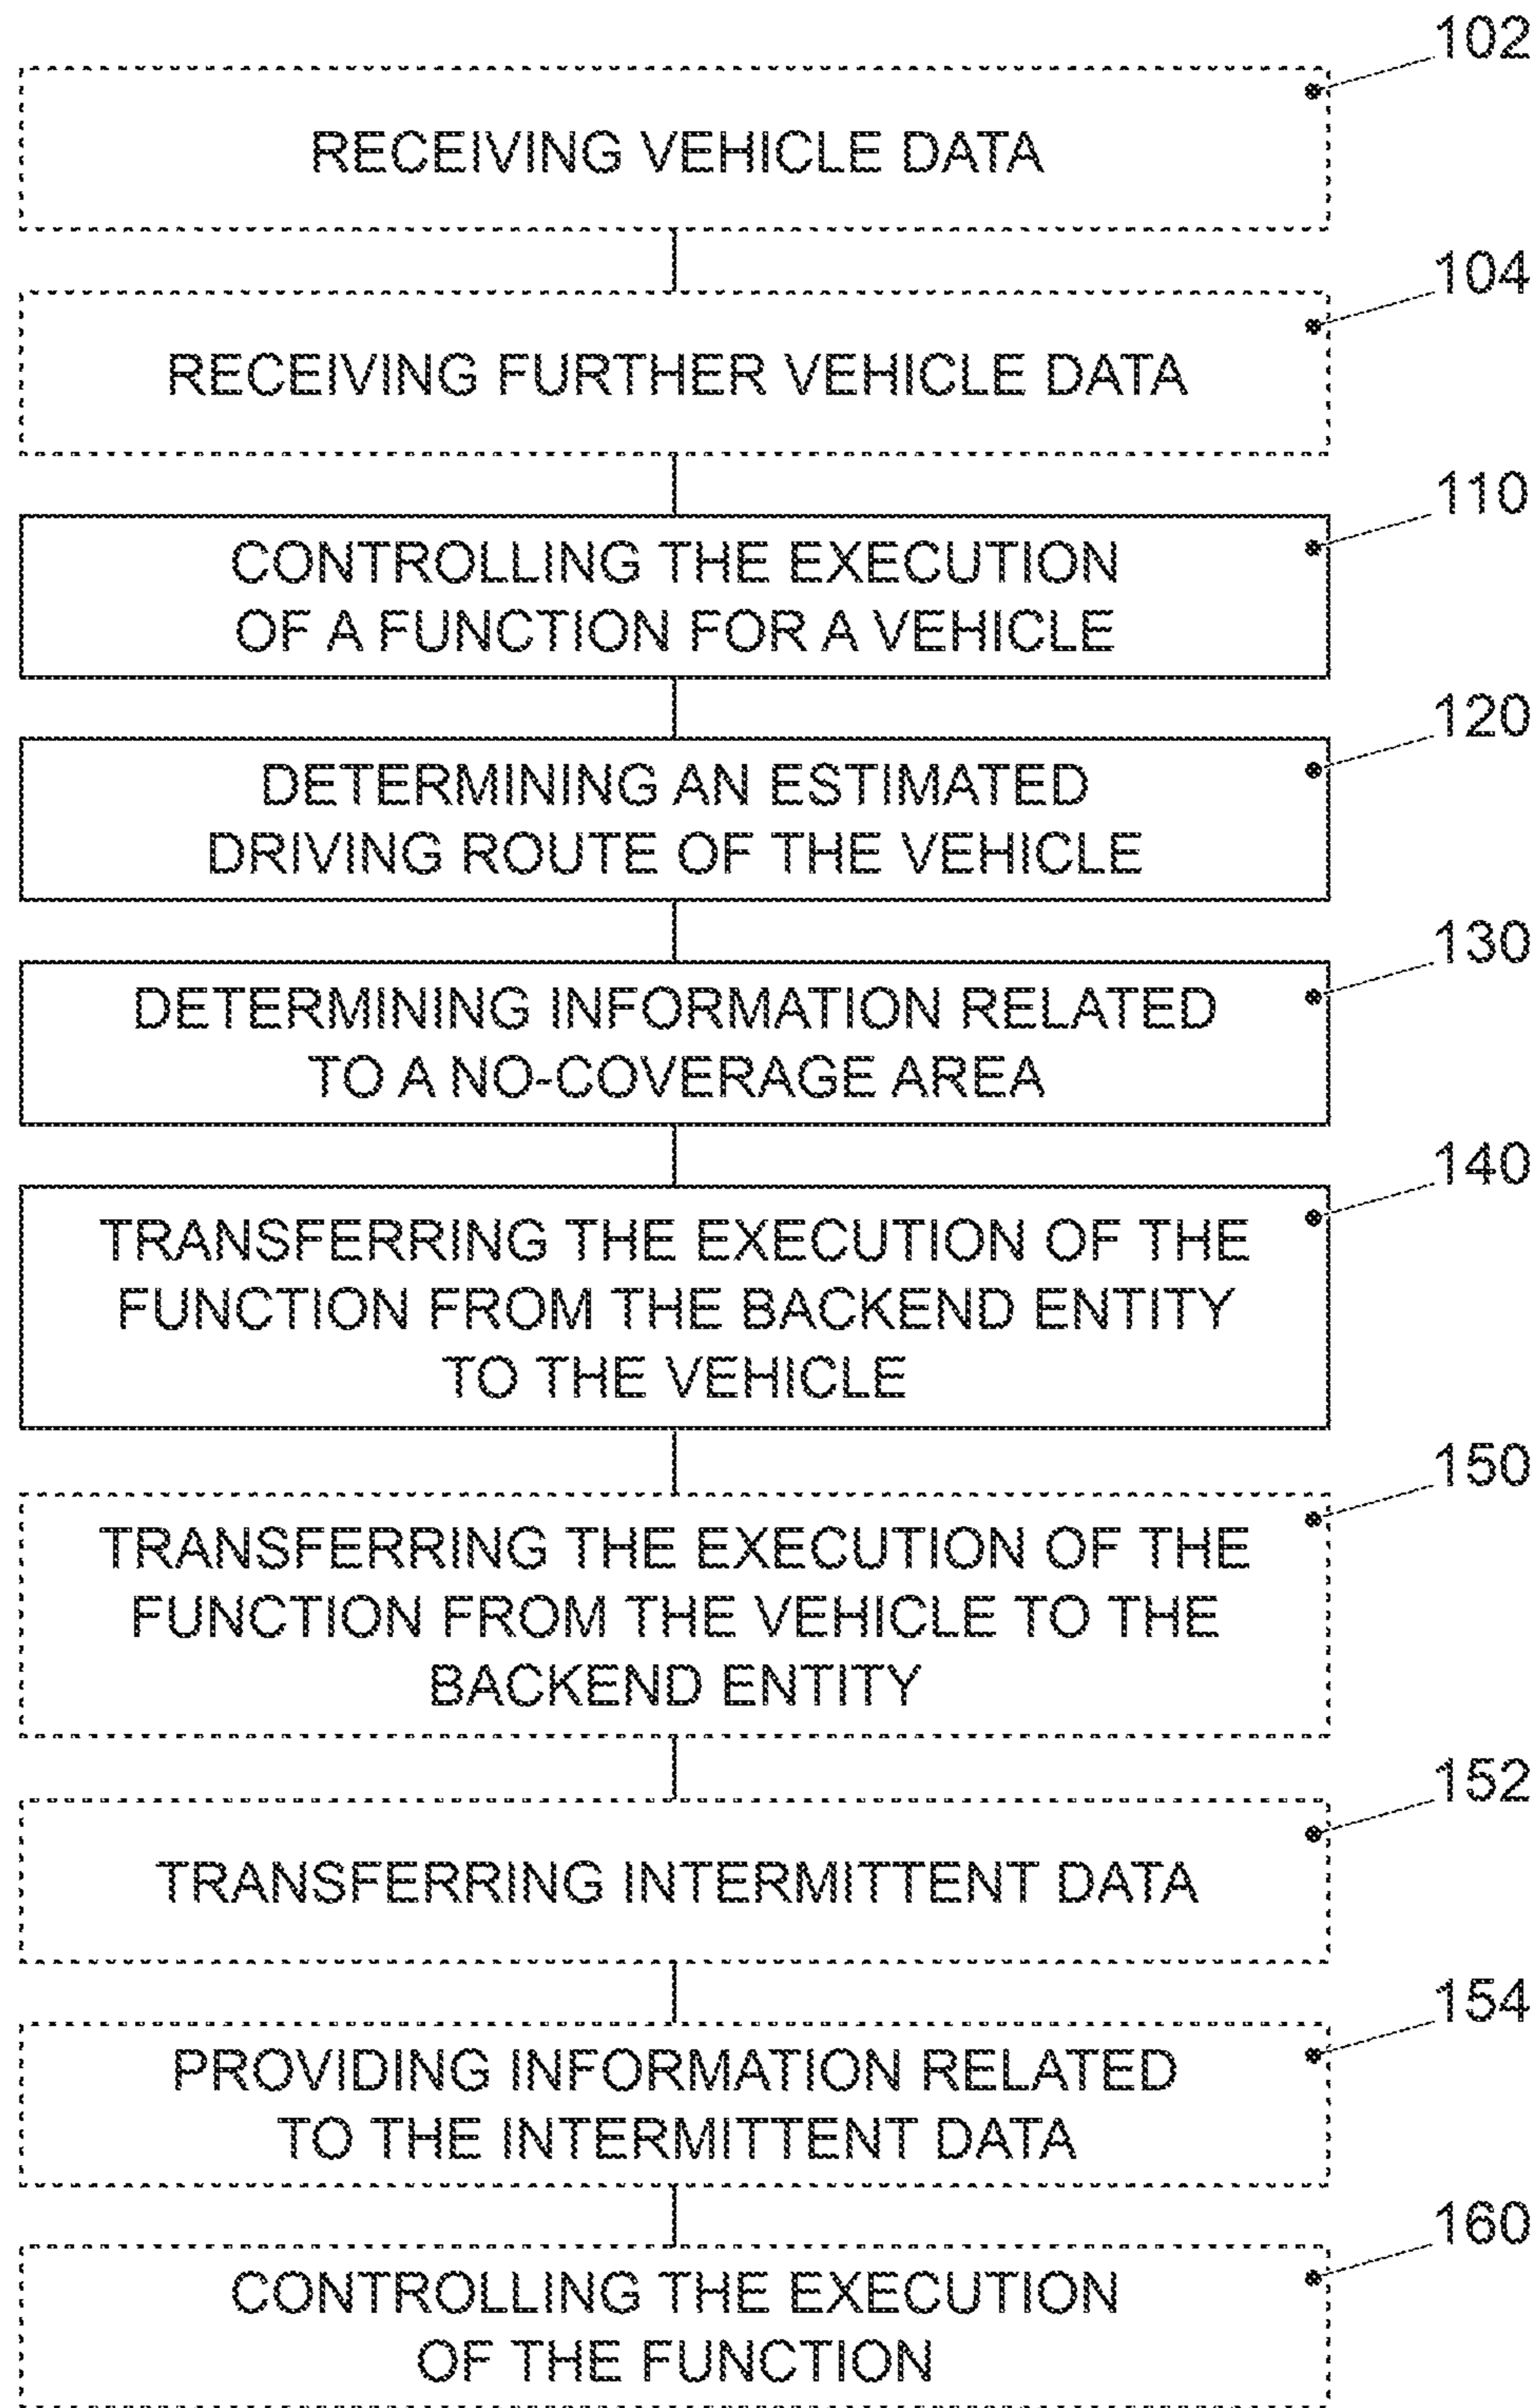 102
RECEIVING VEHICLE DATA
104
RECEIVING FURTHER VEHICLE DATA
110
CONTROLLING THE EXECUTION
OF A FUNCTION FOR A VEHICLE
120
DETERMINING AN ESTIMATED
DRIVING ROUTE OF THE VEHICLE
130
DETERMINING INFORMATION RELATED
TO A NO-COVERAGE AREA
140
TRANSFERRING THE EXECUTION OF THE
FUNCTION FROM THE BACKEND ENTITY
TO THE VEHICLE
150
TRANSFERRING THE EXECUTION OF THE
FUNCTION FROM THE VEHICLE TO THE
BACKEND ENTITY
152
TRANSFERRING INTERMITTENT DATA
154
PROVIDING INFORMATION RELATED
TO THE INTERMITTENT DATA
160
CONTROLLING THE EXECUTION
OF THE FUNCTION